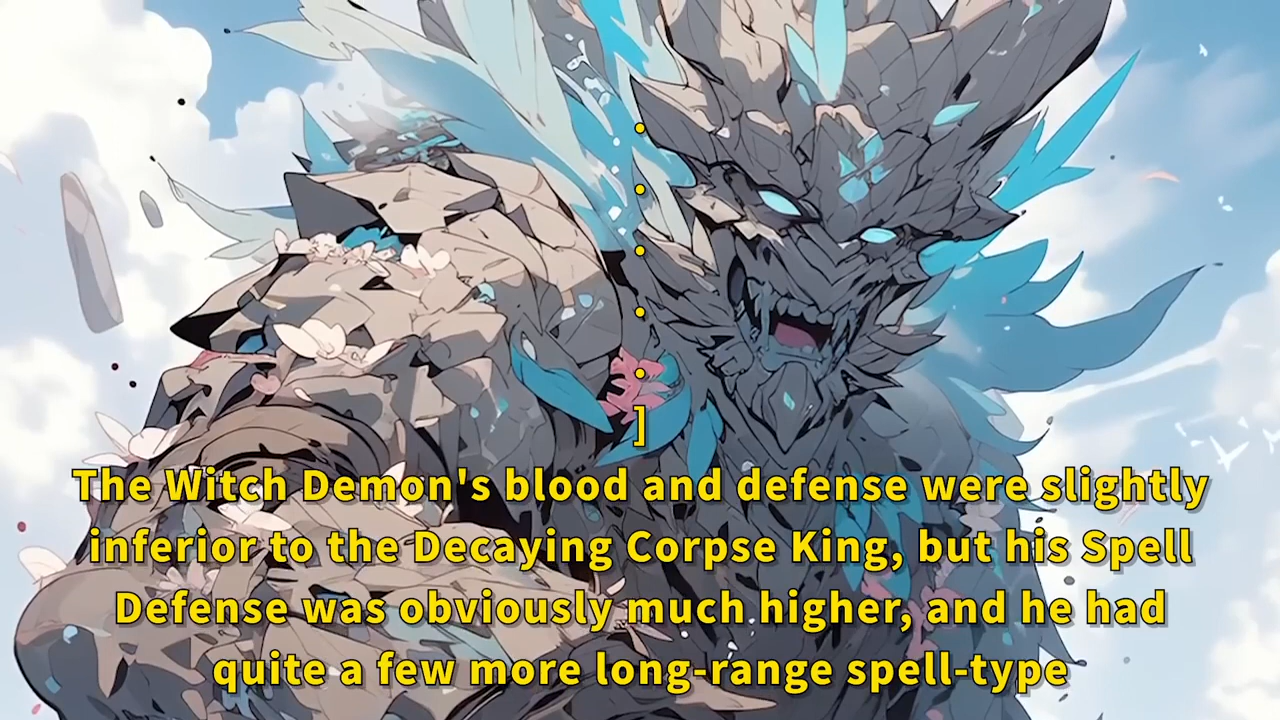 .
.
.
.
.
]
The Witch Demon's blood and defense were slightly
inferior to the Decaying Corpse King, but his Spell
Defense was obviously much higher, and he had
quite a few more long-range spell-type